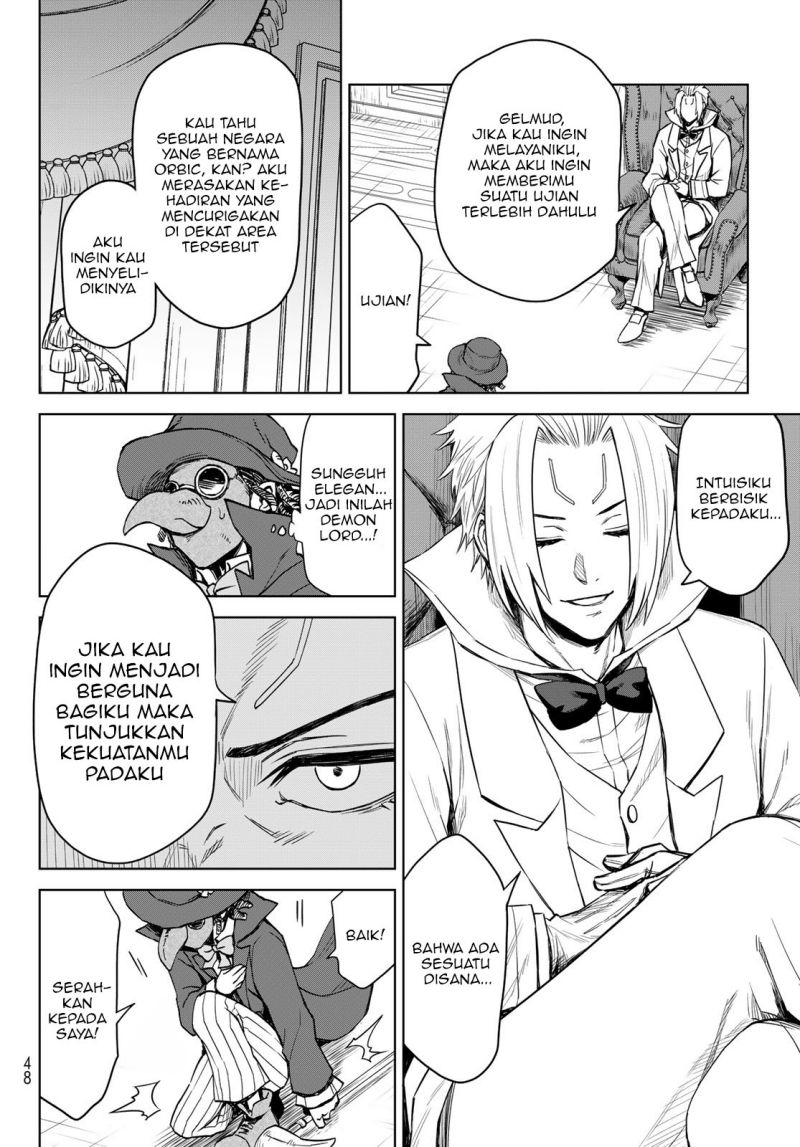 GELMUD,
JIKA KAU INGIN
MELAYANIKU,
MAKA AKU INGIN
MEMBERIMU
SUATU UJIAN
TERLEBIH DAHULU
UJIAN!
KAU TAHU
SEBUAH NEGARA
YANG BERNAMA
ORBIC, KAN? AKU
MERASAKAN KE-
HADIRAN YANG
MENCURIGAKAN
DI DEKAT AREA
TERSEBUT
AKU
INGIN KAU
MENYELI-
DIKINYA
INTUISIKU
BERBISIK
KEPADAKU...
BAHWA ADA
SESUATU
DISANA...
SUNGGUH
ELEGAN...
JADI INILAH
DEMON
LORD...!
JIKA KAU
INGIN MENJADI
BERGUNA
BAGIKU MAKA
TUNJUKKAN
KEKUATANMU
PADAKU
BAIK!
SERAH-
KAN
KEPADA
SAYA!
48